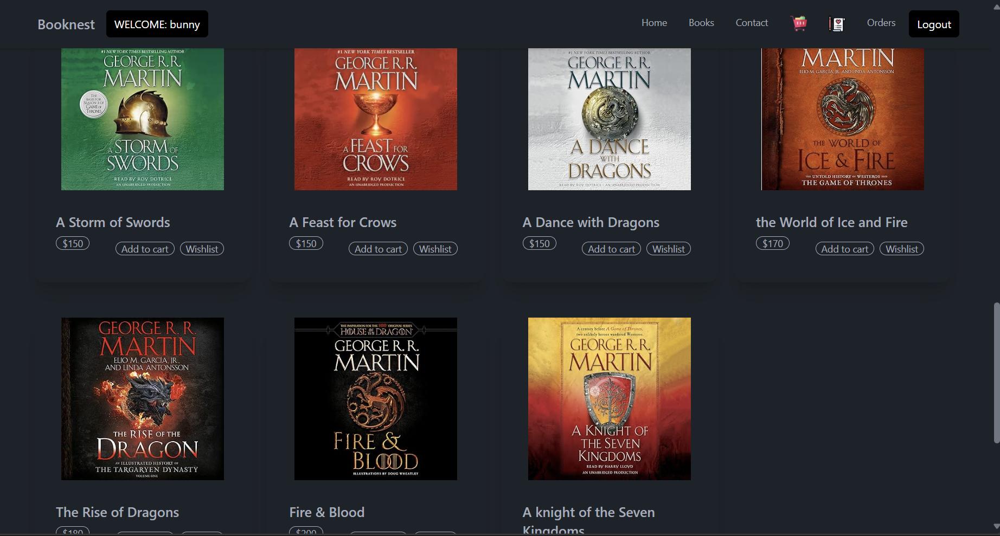 Booknest
WELCOME: bunny
Home
Books
Contact
Orders
Logout
#1 NEW YORK TIMES BESTSELLING AUTHOR
GEORGE R.R.
MARTIN
THE
BASIS FOR
SEASON 3 OF
GAME OF
THRONES
A STORM OF
SWORDS
READ BY ROY DOTRICE
AN UNABRIDGED PRODUCTION
#1 NEW YORK TIMES BESTSELLER
GEORGE R.R.
MARTIN
A FEAST FOR
CROWS
READ BY ROY DOTRICE
AN UNABRIDGED PRODUCTION
#1 NEW YORK TIMES BESTSELLING AUTHOR
GEORGE R. R.
MARTIN
A DANCE
WITH
DRAGONS
READ BY ROY DOTRICE • AN UNABRIDGED PRODUCTION
MARTIN
ELIO M. GARCÍA, JR. AND LINDA ANTONSSON
THE WORLD OF
ICE & FIRE
THE UNTOLD HISTORY OF WESTEROS AND
THE GAME OF THRONES
A Storm of Swords
$150
Add to cart
Wishlist
A Feast for Crows
$150
Add to cart
Wishlist
A Dance with Dragons
$150
Add to cart
Wishlist
the World of Ice and Fire
$170
Add to cart
Wishlist
GEORGE R. R.
MARTIN
ELIO M. GARCÍA, JR.,
AND LINDA ANTONSSON
THE RISE OF THE
DRAGON
AN ILLUSTRATED HISTORY OF
THE TARGARYEN DYNASTY
VOLUME ONE
THE INSPIRATION FOR THE HBO ORIGINAL SERIES
HOUSE OF THE DRAGON
GEORGE R. R.
MARTIN
FIRE &
BLOOD
ILLUSTRATIONS BY DOUG WHEATLEY
A century before A Game of Thrones,
two unlikely heroes wandered Westeros.
GEORGE R.R.
MARTIN
A KNIGHT OF
THE SEVEN
KINGDOMS
READ BY HARRY LLOYD
AN UNABRIDGED PRODUCTION
The Rise of Dragons
$180
Fire & Blood
$200
A knight of the Seven
Kingdoms